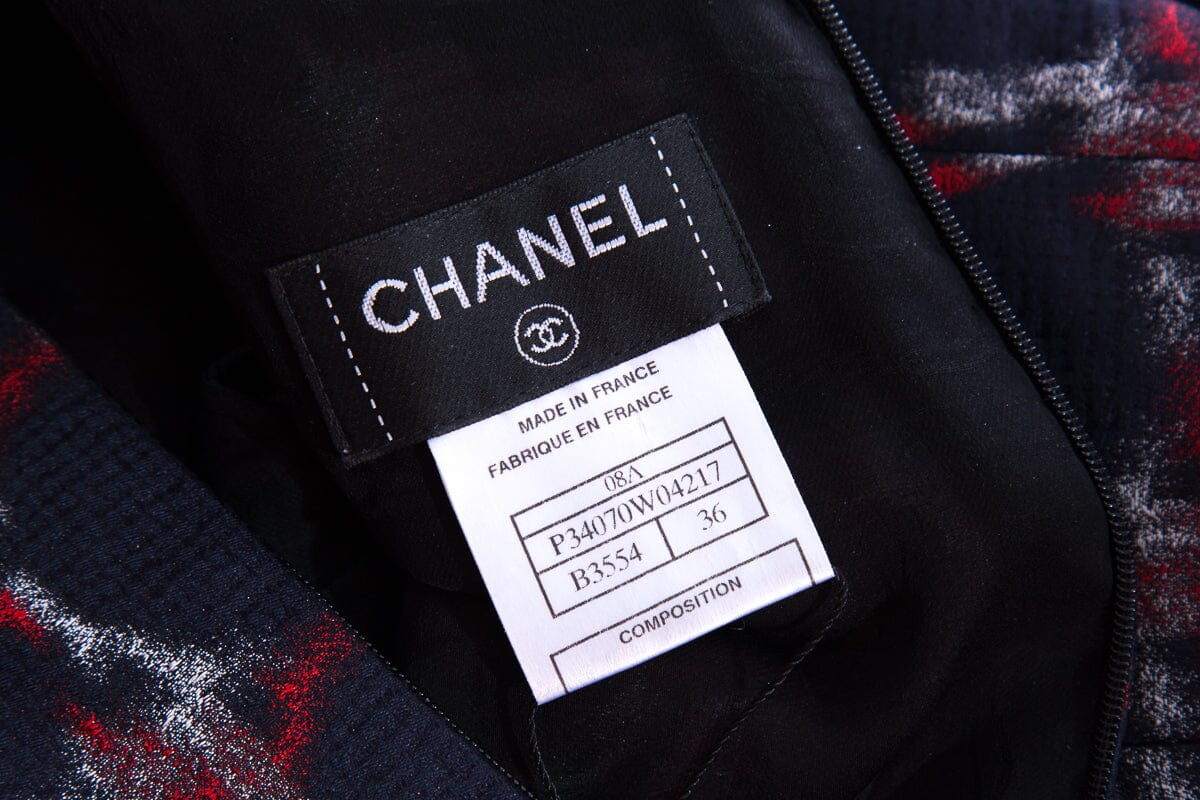 CHANEL
MADE IN FRANCE
FABRIQUE EN FRANCE
08A
P34070W04217
B3554 36
COMPOSITION